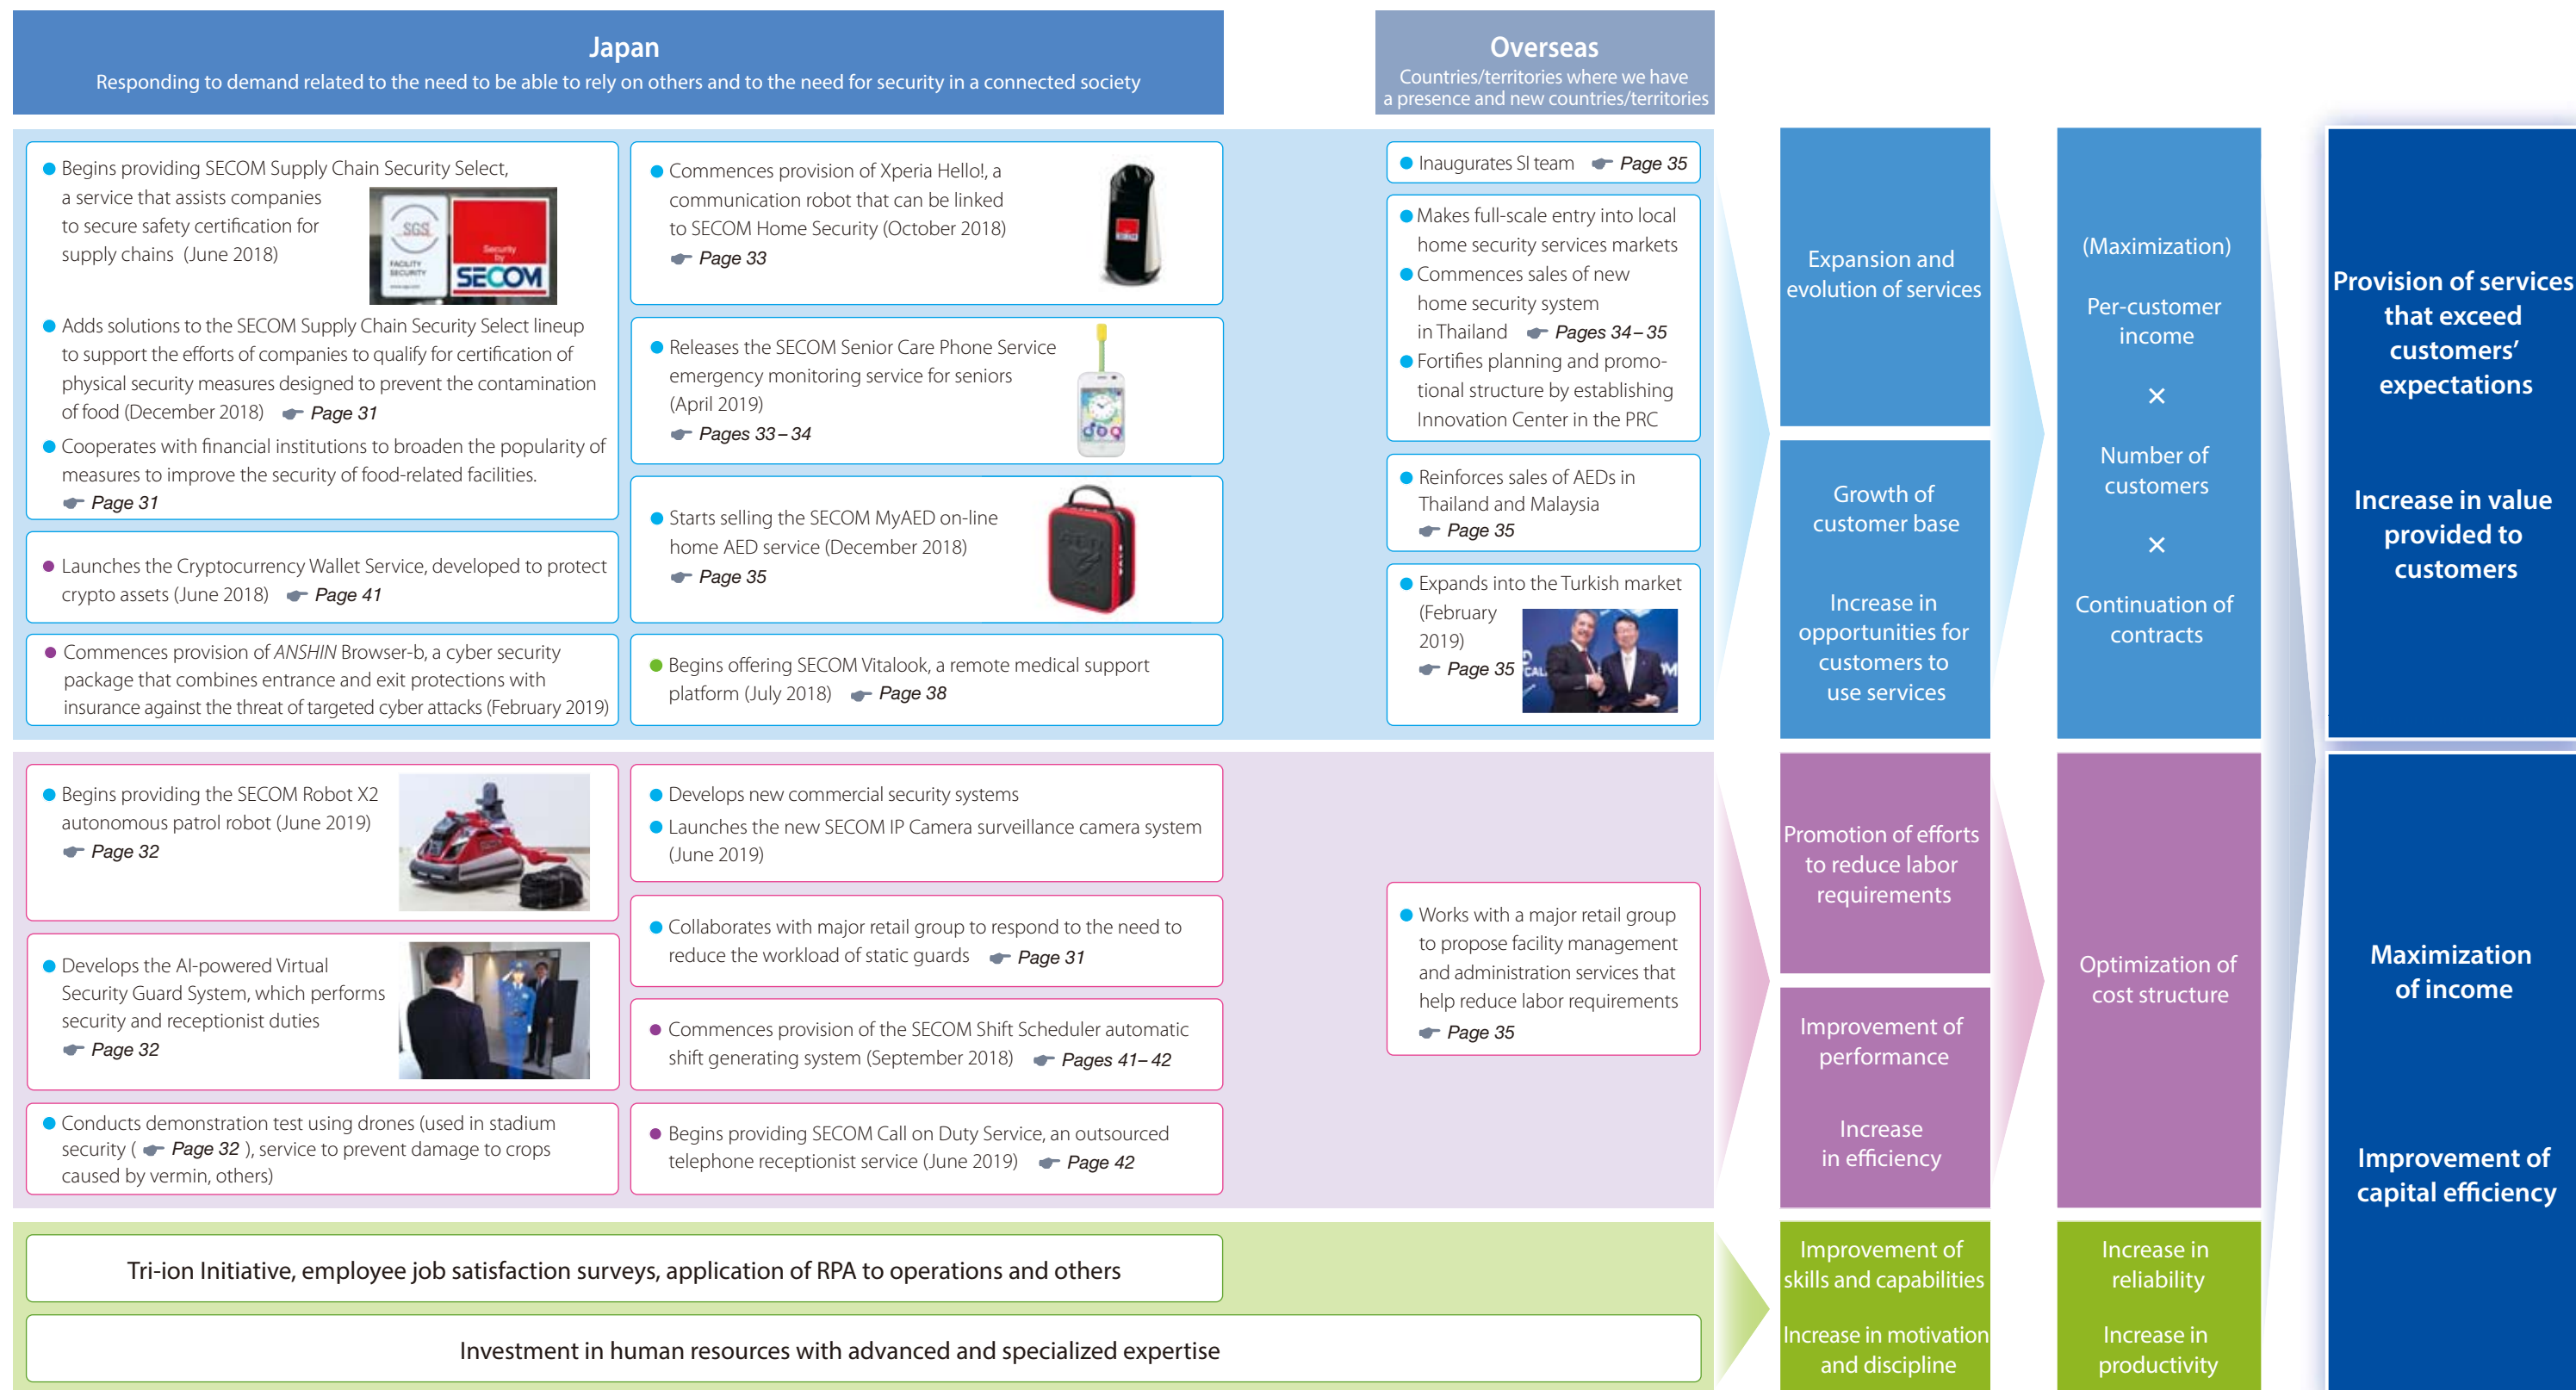 Japan
Responding to demand related to the need to be able to rely on others and to the need for security in a connected society
Overseas
Countries/territories where we have
a presence and new countries/territories
● Begins providing SECOM Supply Chain Security Select,
a service that assists companies
to secure safety certification for
supply chains (June 2018)
SGS
FACILITY
SECURITY
Security
by
SECOM
● Adds solutions to the SECOM Supply Chain Security Select lineup
to support the efforts of companies to qualify for certification of
physical security measures designed to prevent the contamination
of food (December 2018) ☛ Page 31
● Cooperates with financial institutions to broaden the popularity of
measures to improve the security of food-related facilities.
☛ Page 31
● Launches the Cryptocurrency Wallet Service, developed to protect
crypto assets (June 2018) ☛ Page 41
● Commences provision of ANSHIN Browser-b, a cyber security
package that combines entrance and exit protections with
insurance against the threat of targeted cyber attacks (February 2019)
● Commences provision of Xperia Hello!, a
communication robot that can be linked
to SECOM Home Security (October 2018)
☛ Page 33
● Releases the SECOM Senior Care Phone Service
emergency monitoring service for seniors
(April 2019)
☛ Pages 33–34
● Starts selling the SECOM MyAED on-line
home AED service (December 2018)
☛ Page 35
● Begins offering SECOM Vitalook, a remote medical support
platform (July 2018) ☛ Page 38
● Inaugurates SI team ☛ Page 35
● Makes full-scale entry into local
home security services markets
● Commences sales of new
home security system
in Thailand ☛ Pages 34–35
● Fortifies planning and promo-
tional structure by establishing
Innovation Center in the PRC
● Reinforces sales of AEDs in
Thailand and Malaysia
☛ Page 35
● Expands into the Turkish market
(February
2019)
☛ Page 35
Expansion and
evolution of services
Growth of
customer base
Increase in
opportunities for
customers to
use services
(Maximization)
Per-customer
income
×
Number of
customers
×
Continuation of
contracts
Provision of services
that exceed
customers’
expectations
Increase in value
provided to
customers
● Begins providing the SECOM Robot X2
autonomous patrol robot (June 2019)
☛ Page 32
● Develops the AI-powered Virtual
Security Guard System, which performs
security and receptionist duties
☛ Page 32
● Conducts demonstration test using drones (used in stadium
security ( ☛ Page 32 ), service to prevent damage to crops
caused by vermin, others)
● Develops new commercial security systems
● Launches the new SECOM IP Camera surveillance camera system
(June 2019)
● Collaborates with major retail group to respond to the need to
reduce the workload of static guards ☛ Page 31
● Commences provision of the SECOM Shift Scheduler automatic
shift generating system (September 2018) ☛ Pages 41–42
● Begins providing SECOM Call on Duty Service, an outsourced
telephone receptionist service (June 2019) ☛ Page 42
● Works with a major retail group
to propose facility management
and administration services that
help reduce labor requirements
☛ Page 35
Promotion of efforts
to reduce labor
requirements
Improvement of
performance
Increase
in efficiency
Optimization of
cost structure
Maximization
of income
Improvement of
capital efficiency
Tri-ion Initiative, employee job satisfaction surveys, application of RPA to operations and others
Investment in human resources with advanced and specialized expertise
Improvement of
skills and capabilities
Increase in motivation
and discipline
Increase in
reliability
Increase in
productivity